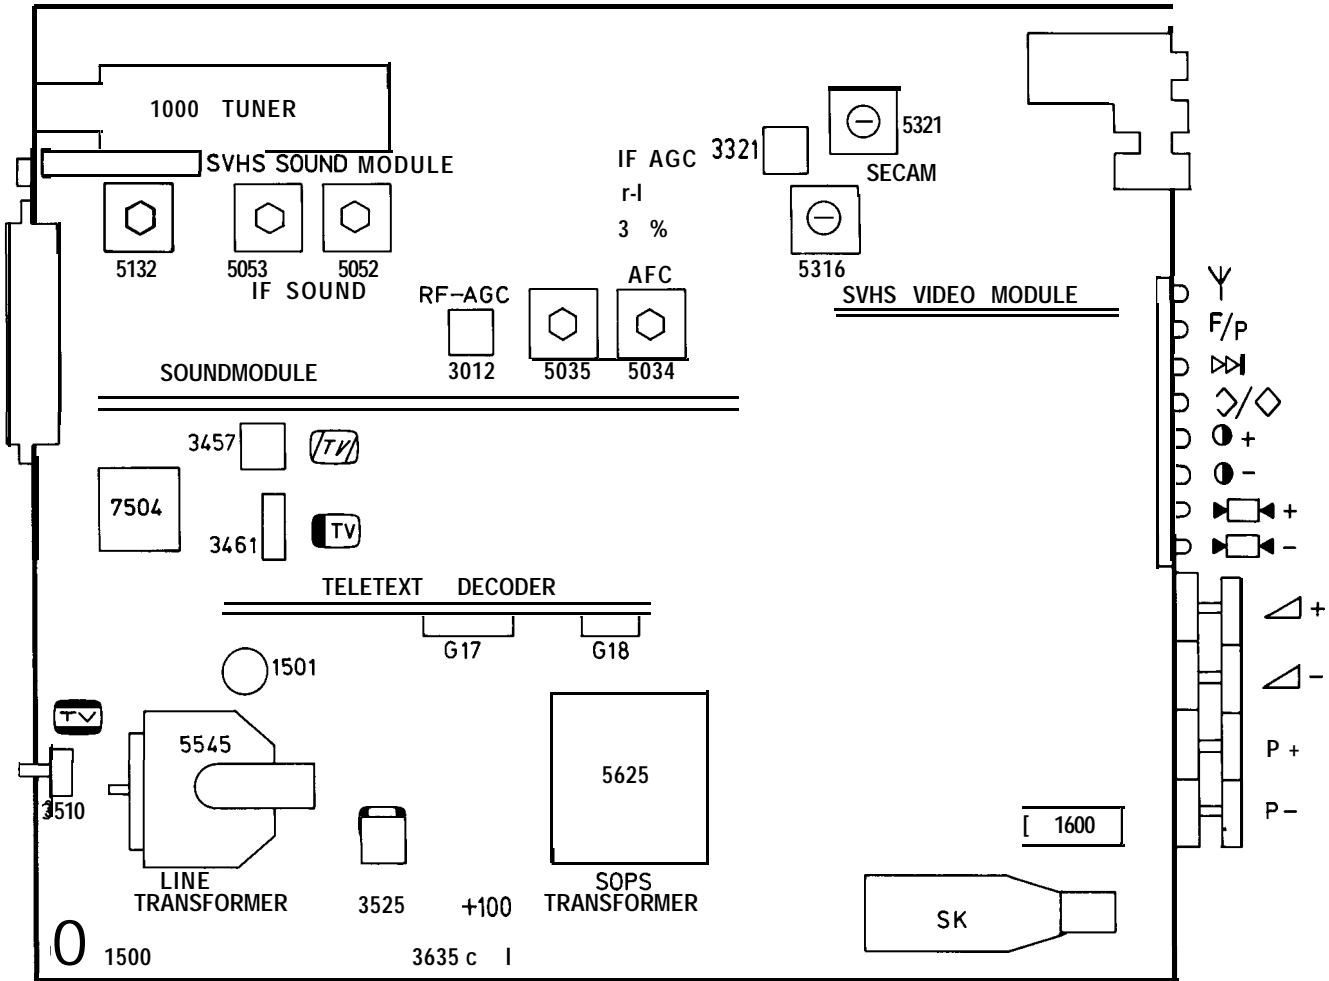 1000 TUNER
SVHS SOUND MODULE
5132
5053
5052
IF SOUND
IF AGC
r-l
3 %
3321
5321
SECAM
5316
SVHS VIDEO MODULE
RF-AGC
AFC
3012
5035
5034
SOUNDMODULE
3457
TV
7504
3461
TV
TELETEXT DECODER
G17
G18
1501
TV
5545
3510
LINE
TRANSFORMER
3525
+100
5625
SOPS
TRANSFORMER
[ 1600
SK
0 1500
3635 c l
F/P
+
−
+
−
+
−
P +
P −